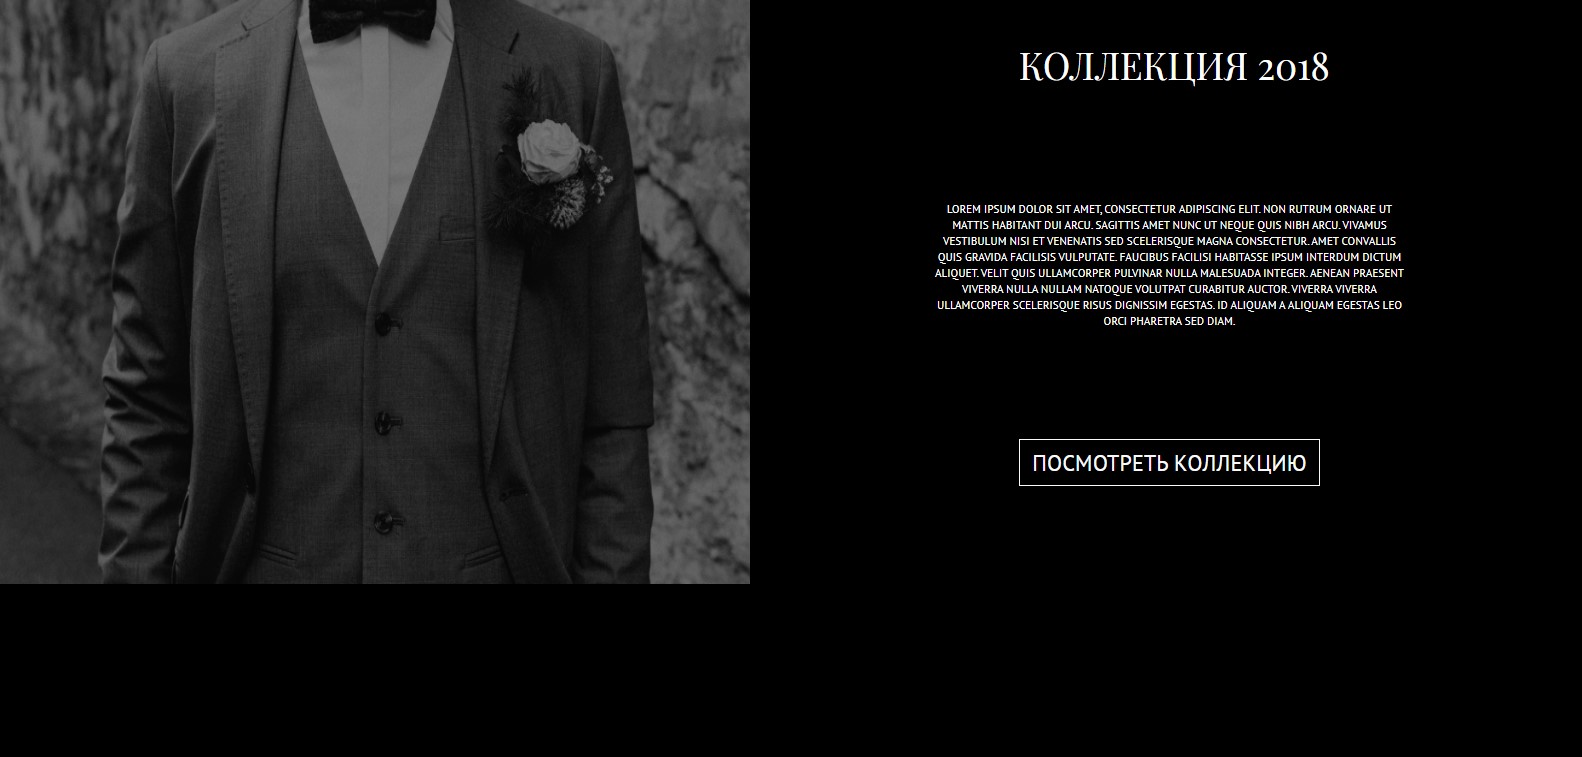 КОЛЛЕКЦИЯ 2018
LOREM IPSUM DOLOR SIT AMET, CONSECTETUR ADIPISCING ELIT. NON RUTRUM ORNARE UT
MATTIS HABITANT DUI ARCU. SAGITTIS AMET NUNC UT NEQUE QUIS NIBH ARCU. VIVAMUS
VESTIBULUM NISI ET VENENATIS SED SCELERISQUE MAGNA CONSECTETUR. AMET CONVALLIS
QUIS GRAVIDA FACILISIS VULPUTATE. FAUCIBUS FACILISI HABITASSE IPSUM INTERDUM DICTUM
ALIQUET. VELIT QUIS ULLAMCORPER PULVINAR NULLA MALESUADA INTEGER. AENEAN PRAESENT
VIVERRA NULLA NULLAM NATOQUE VOLUTPAT CURABITUR AUCTOR. VIVERRA VIVERRA
ULLAMCORPER SCELERISQUE RISUS DIGNISSIM EGESTAS. ID ALIQUAM A ALIQUAM EGESTAS LEO
ORCI PHARETRA SED DIAM.
ПОСМОТРЕТЬ КОЛЛЕКЦИЮ